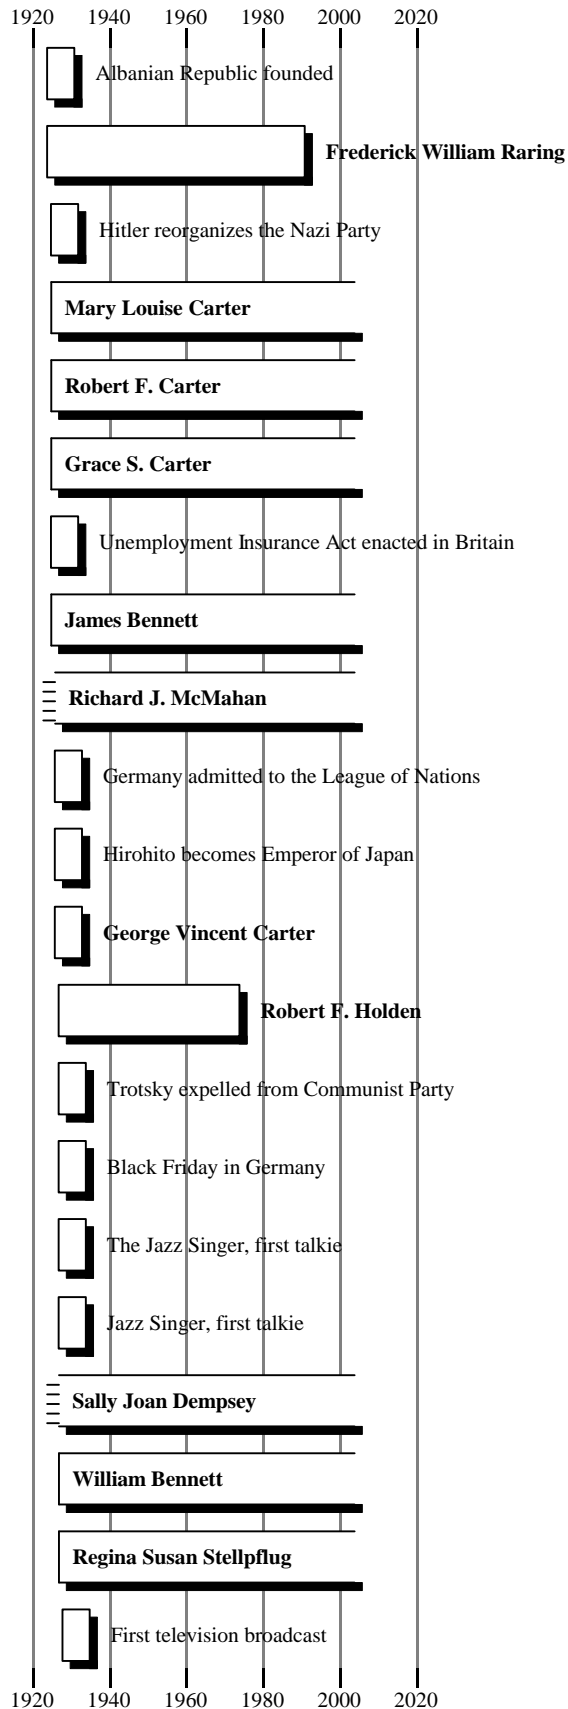 1920 1940 1960 1980 2000 2020
Albanian Republic founded
Frederick William Raring
Hitler reorganizes the Nazi Party
Mary Louise Carter
Robert F. Carter
Grace S. Carter
Unemployment Insurance Act enacted in Britain
James Bennett
Richard J. McMahan
Germany admitted to the League of Nations
Hirohito becomes Emperor of Japan
George Vincent Carter
Robert F. Holden
Trotsky expelled from Communist Party
Black Friday in Germany
The Jazz Singer, first talkie
Jazz Singer, first talkie
Sally Joan Dempsey
William Bennett
Regina Susan Stellpflug
First television broadcast
1920 1940 1960 1980 2000 2020